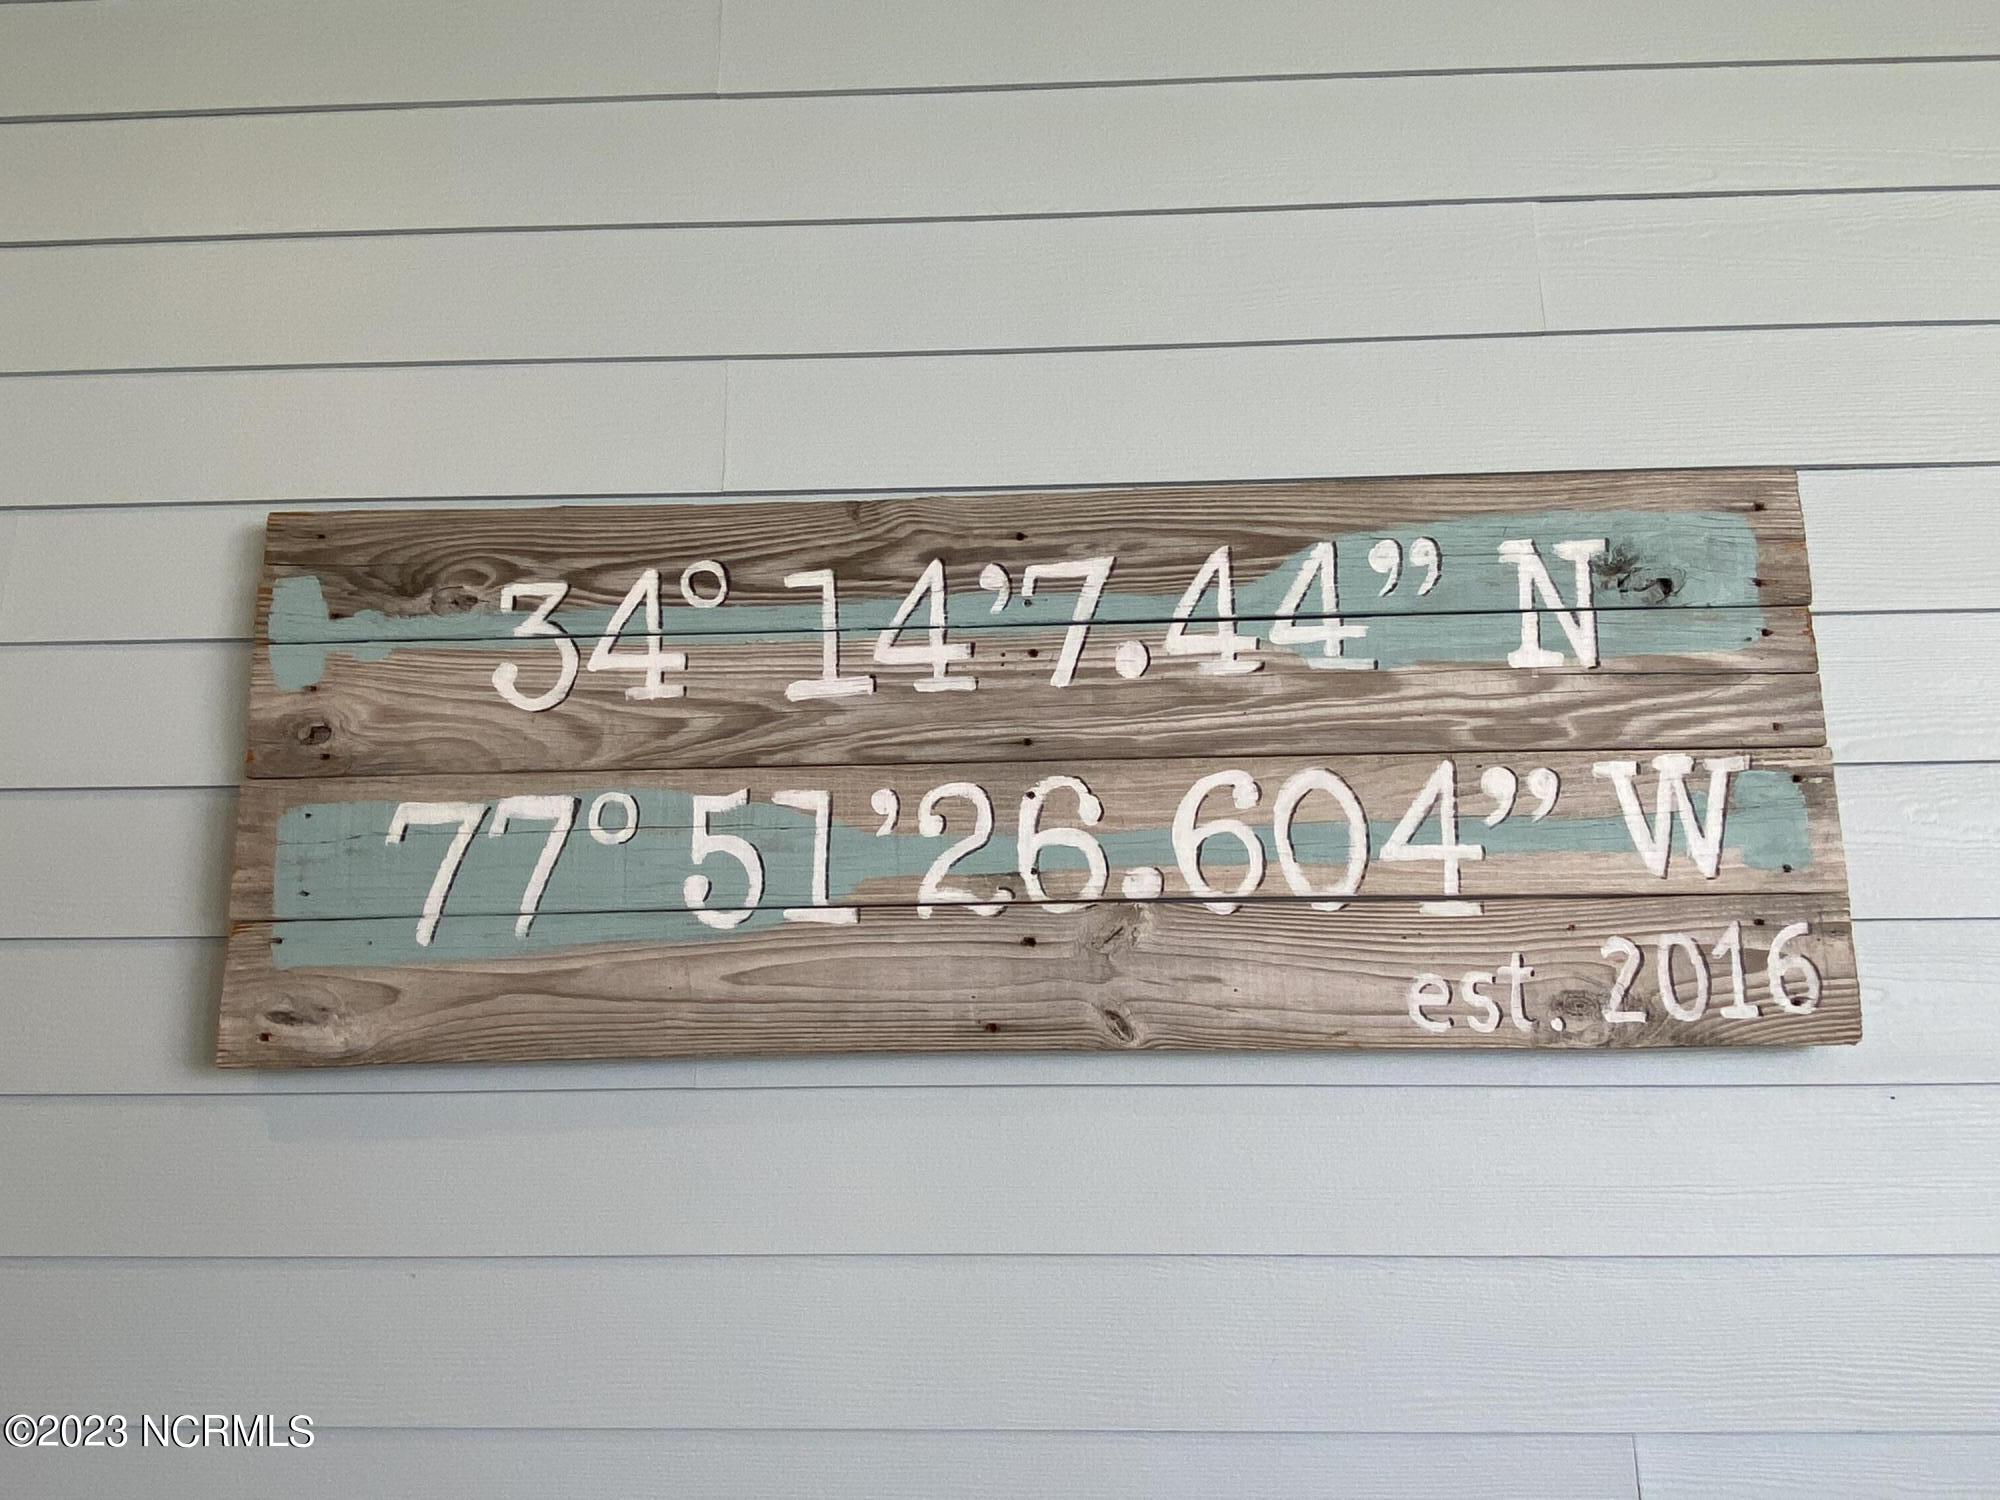 34° 14’7.44” N
77° 51’26.604” W
est. 2016
©2023 NCRMLS